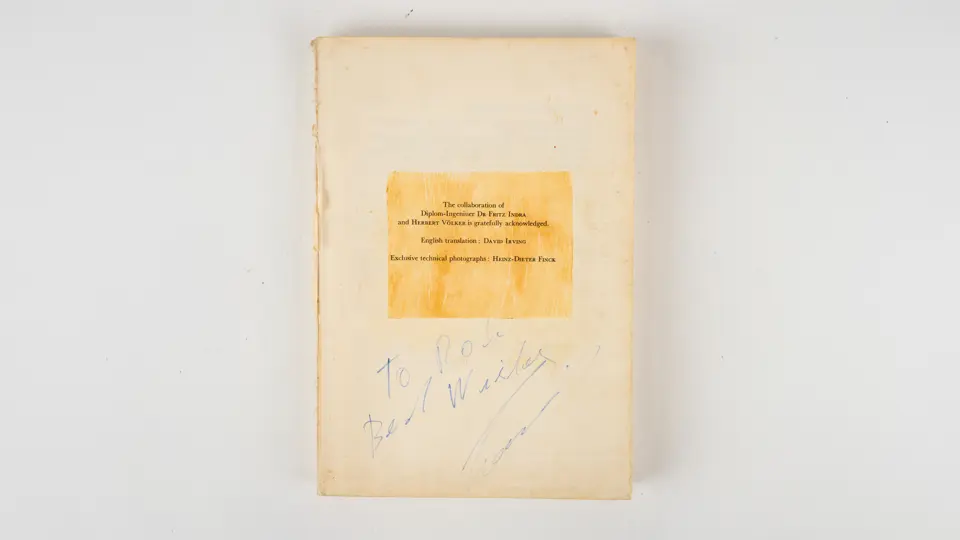 The collaboration of
Diplom-Ingenieur Dr Fritz Indra
and Herbert Völker is gratefully acknowledged.
English translation : David Irving
Exclusive technical photographs : Heinz-Dieter Finck
To Rob
Best Wishes